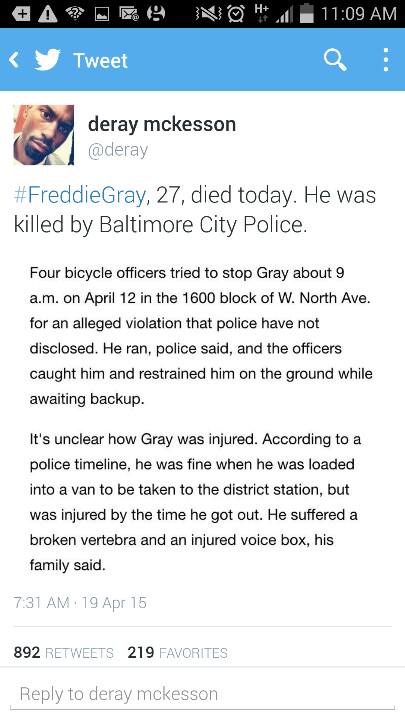 H+ 11:09 AM
Tweet
deray mckesson
@deray
#FreddieGray, 27, died today. He was
killed by Baltimore City Police.
Four bicycle officers tried to stop Gray about 9
a.m. on April 12 in the 1600 block of W. North Ave.
for an alleged violation that police have not
disclosed. He ran, police said, and the officers
caught him and restrained him on the ground while
awaiting backup.
It's unclear how Gray was injured. According to a
police timeline, he was fine when he was loaded
into a van to be taken to the district station, but
was injured by the time he got out. He suffered a
broken vertebra and an injured voice box, his
family said.
7:31 AM · 19 Apr 15
892 RETWEETS 219 FAVORITES
Reply to deray mckesson